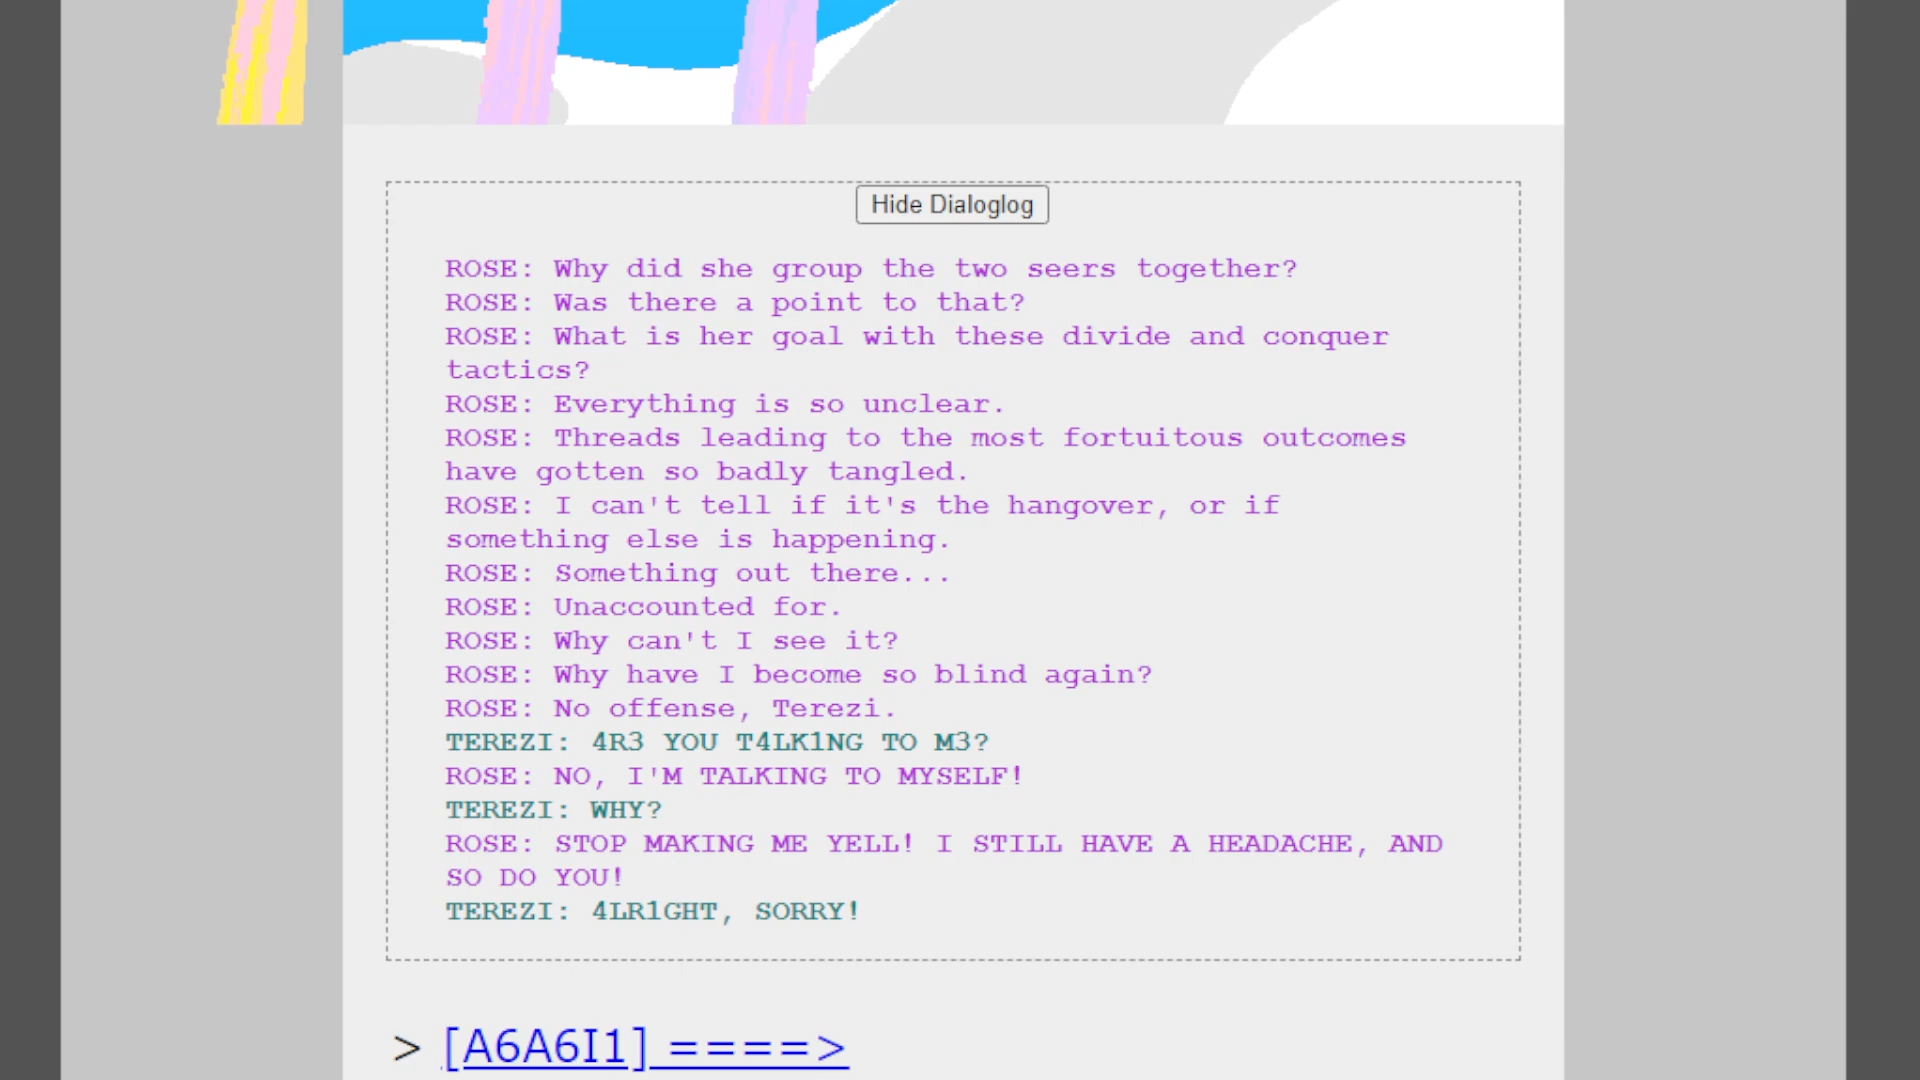 Hide Dialoglog
ROSE: Why did she group the two seers together?
ROSE: Was there a point to that?
ROSE: What is her goal with these divide and conquer
tactics?
ROSE: Everything is so unclear.
ROSE: Threads leading to the most fortuitous outcomes
have gotten so badly tangled.
ROSE: I can't tell if it's the hangover, or if
something else is happening.
ROSE: Something out there...
ROSE: Unaccounted for.
ROSE: Why can't I see it?
ROSE: Why have I become so blind again?
ROSE: No offense, Terezi.
TEREZI: 4R3 YOU T4LK1NG TO M3?
ROSE: NO, I'M TALKING TO MYSELF!
TEREZI: WHY?
ROSE: STOP MAKING ME YELL! I STILL HAVE A HEADACHE, AND
SO DO YOU!
TEREZI: 4LR1GHT, SORRY!
> [A6A6I1] ====>